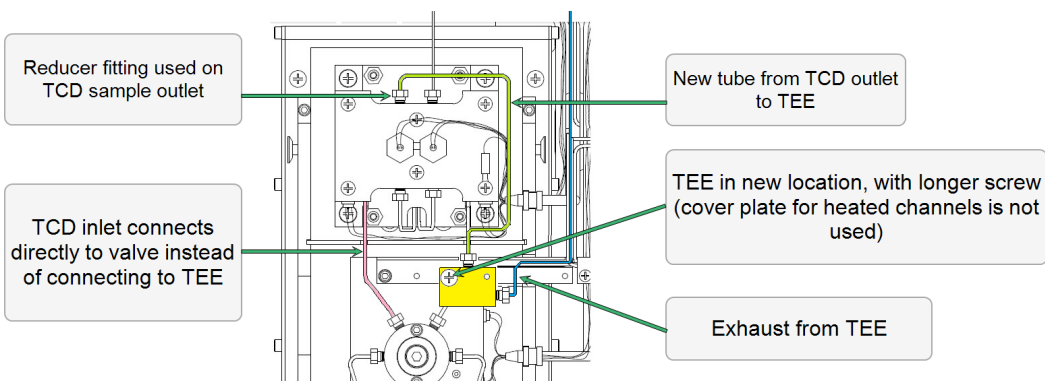 Reducer fitting used on
TCD sample outlet
New tube from TCD outlet
to TEE
TCD inlet connects
directly to valve instead
of connecting to TEE
TEE in new location, with longer screw
(cover plate for heated channels is not
used)
Exhaust from TEE